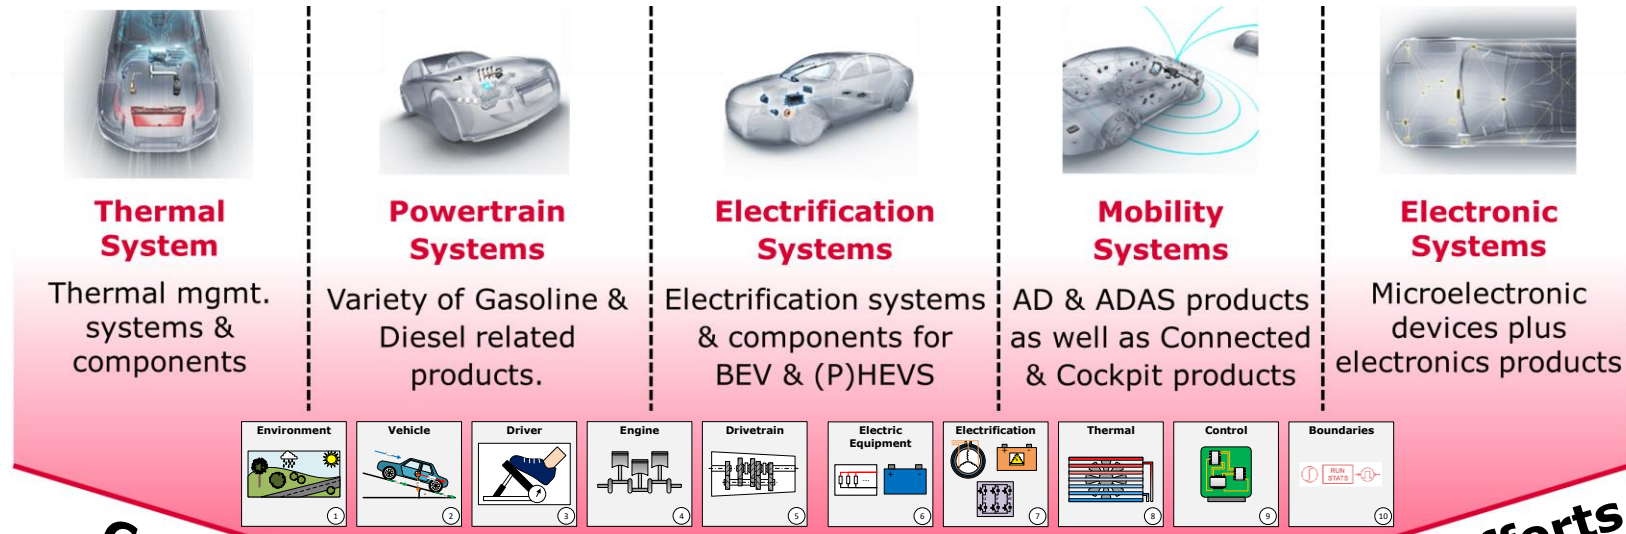 Thermal
System
Thermal mgmt.
systems &
components
Powertrain
Systems
Variety of Gasoline &
Diesel related
products.
Electrification
Systems
Electrification systems
& components for
BEV & (P)HEVS
Mobility
Systems
AD & ADAS products
as well as Connected
& Cockpit products
Electronic
Systems
Microelectronic
devices plus
electronics products
Environment
1
Vehicle
2
Driver
3
Engine
4
Drivetrain
5
Electric
Equipment
6
Electrification
7
Thermal
8
Control
9
Boundaries
RUN
STATS
10